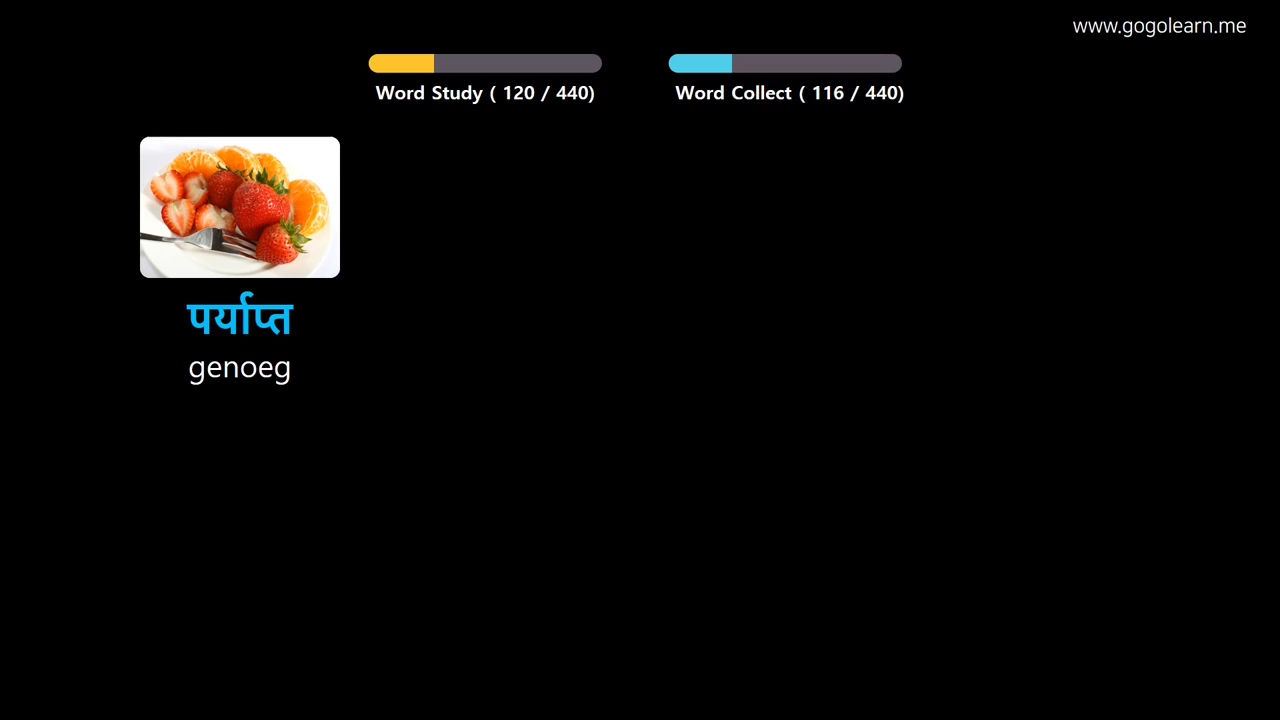 www.gogolearn.me
Word Study ( 120 / 440)
Word Collect ( 116 / 440)
पर्याप्त
genoeg